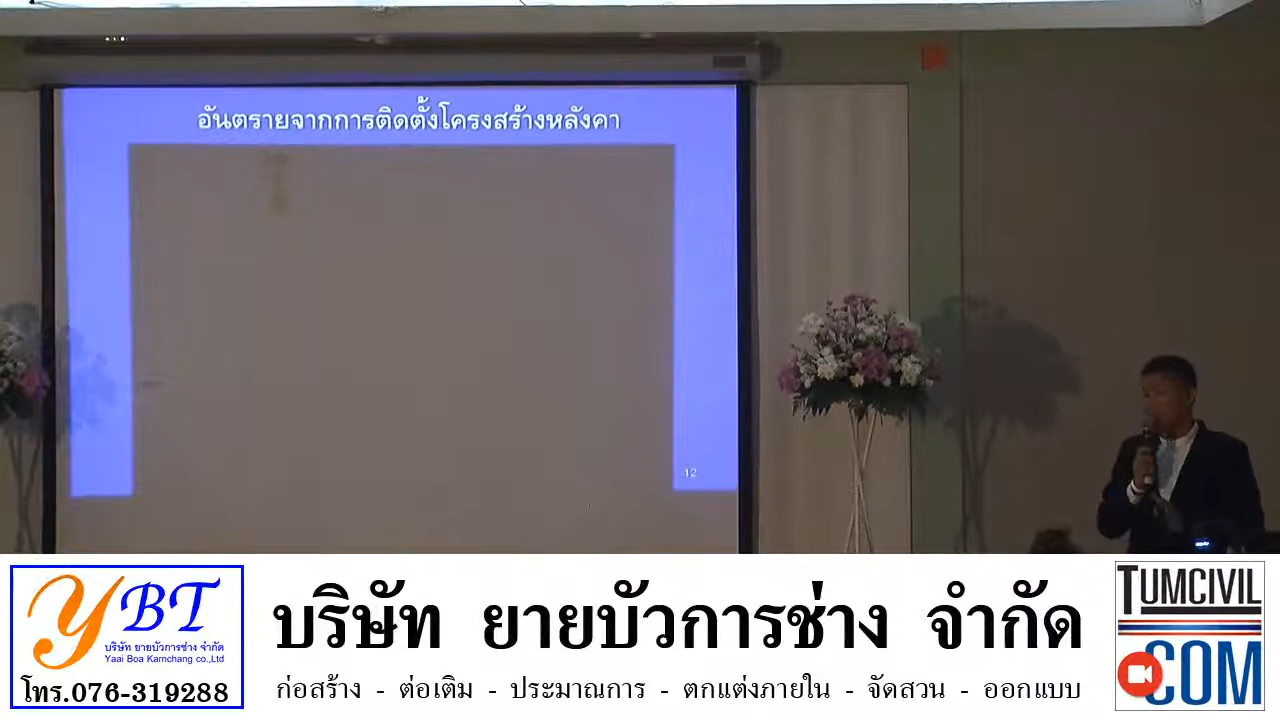 อันตรายจากการติดตั้งโครงสร้างหลังคา
12
YBT
บริษัท ยายบัวการช่าง จำกัด
Yaai Boa Karnchang co.,Ltd
โทร.076-319288
บริษัท ยายบัวการช่าง จำกัด
ก่อสร้าง - ต่อเติม - ประมาณการ - ตกแต่งภายใน - จัดสวน - ออกแบบ
TUMCIVIL
COM